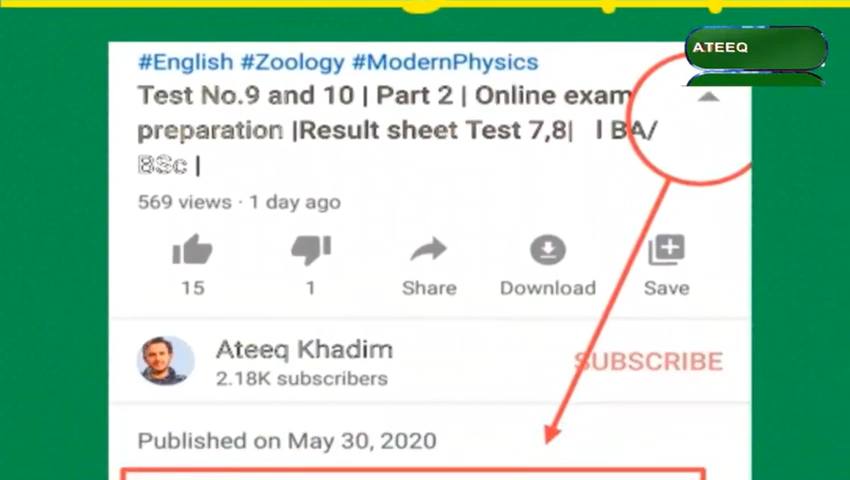 ATEEQ
#English #Zoology #ModernPhysics
Test No.9 and 10 | Part 2 | Online exam
preparation |Result sheet Test 7,8| l BA/
BSc |
569 views · 1 day ago
15
1
Share
Download
Save
Ateeq Khadim
2.18K subscribers
SUBSCRIBE
Published on May 30, 2020